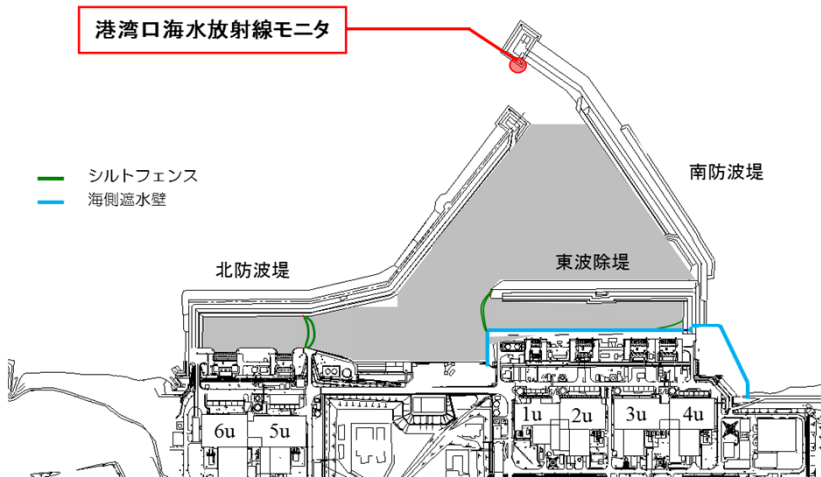 港湾口海水放射線モニタ
シルトフェンス
海側遮水壁
南防波堤
北防波堤
東波除堤
6u
5u
1u
2u
3u
4u